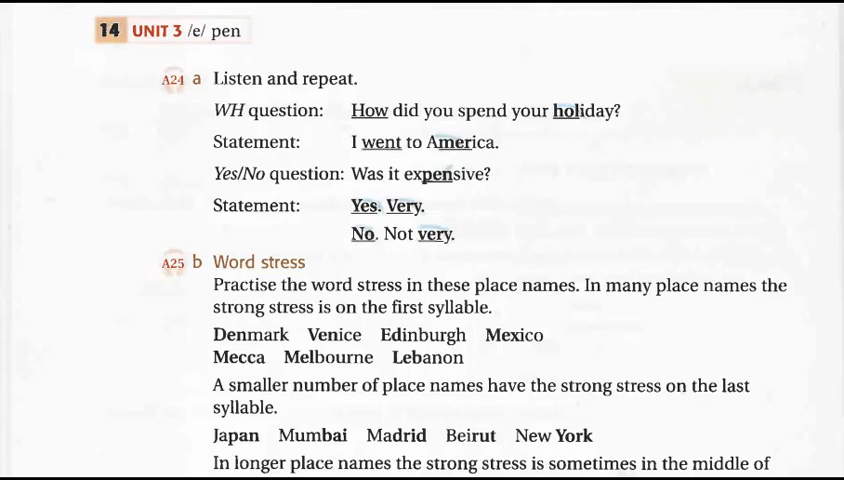 14 UNIT 3 /e/ pen
A24 a Listen and repeat.
WH question: How did you spend your holiday?
Statement: I went to America.
Yes/No question: Was it expensive?
Statement: Yes. Very.
No. Not very.
A25 b Word stress
Practise the word stress in these place names. In many place names the
strong stress is on the first syllable.
Denmark Venice Edinburgh Mexico
Mecca Melbourne Lebanon
A smaller number of place names have the strong stress on the last
syllable.
Japan Mumbai Madrid Beirut New York
In longer place names the strong stress is sometimes in the middle of